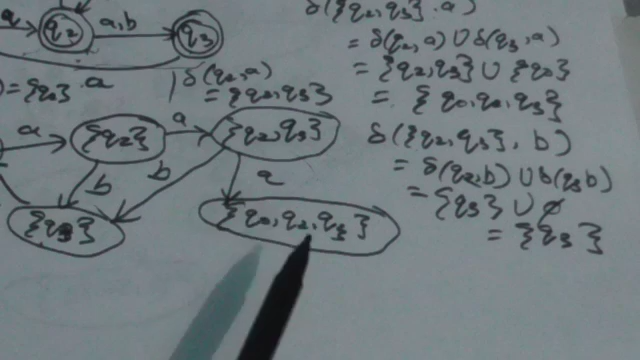 a q2 a,b q3
δ({q2,q3}.a)
= δ(q2,a) ∪ δ(q3,a)
= {q2,q3} ∪ {q0}
= {q0,q2,q3}
) = {q0} .a
δ(q2,a)
= {q2,q3}
a {q2} a {q2,q3}
b b a
{q3} {q0,q2,q3}
δ({q2,q3}, b)
= δ(q2,b) ∪ δ(q3,b)
= {q3} ∪ φ
= {q3}